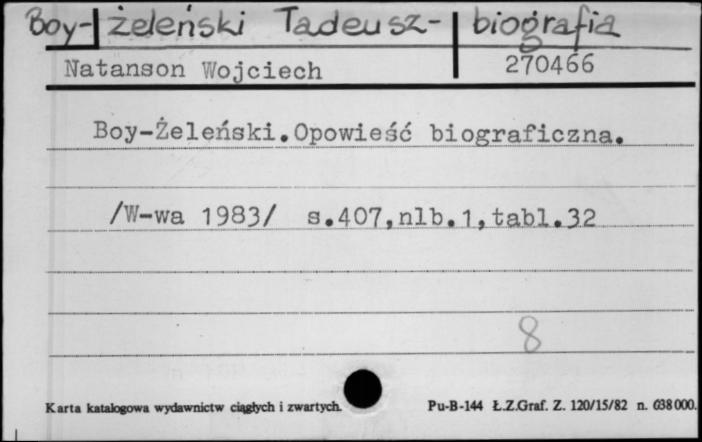 Boy-żeleński Tadeusz- biografia
Natanson Wojciech 270466
Boy-Żeleński.Opowieść biograficzna.
/W-wa 1983/ s.407,nlb.1,tabl.32
8
Karta katalogowa wydawnictw ciągłych i zwartych. Pu-B-144 Ł.Z.Graf. Z. 120/15/82 n. 038000.